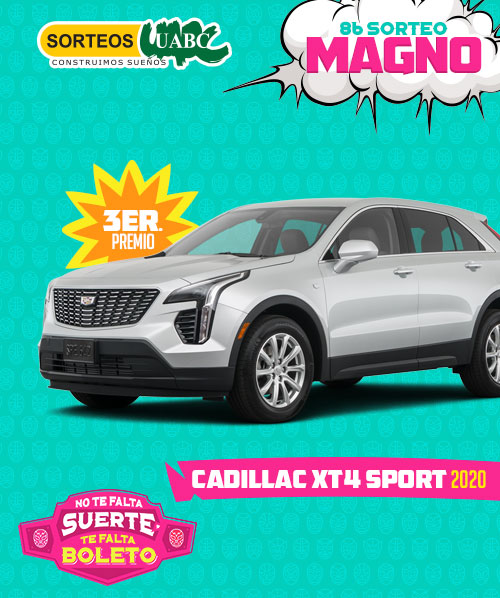 SORTEOS UABC
CONSTRUIMOS SUEÑOS
86 SORTEO
MAGNO
3ER.
PREMIO
CADILLAC XT4 SPORT 2020
NO TE FALTA
SUERTE,
TE FALTA
BOLETO